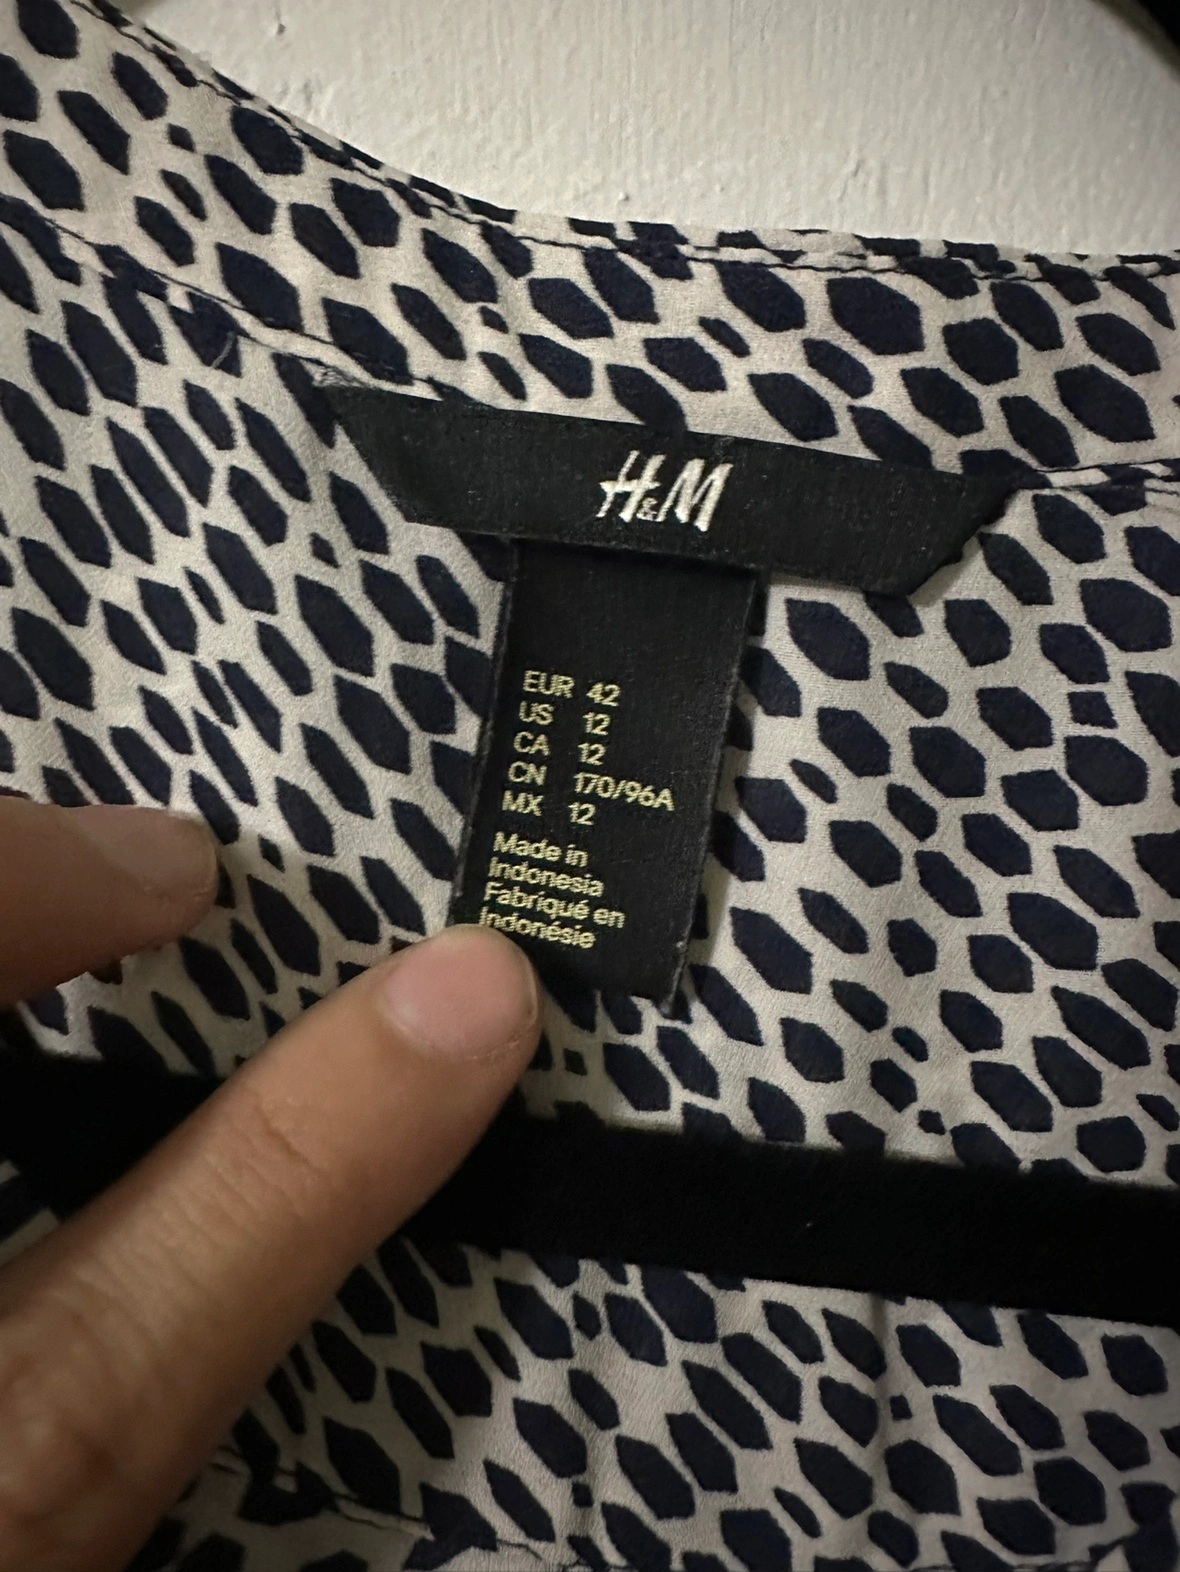 H&M
EUR 42
US 12
CA 12
CN 170/96A
MX 12
Made in
Indonesia
Fabriqué en
Indonésie